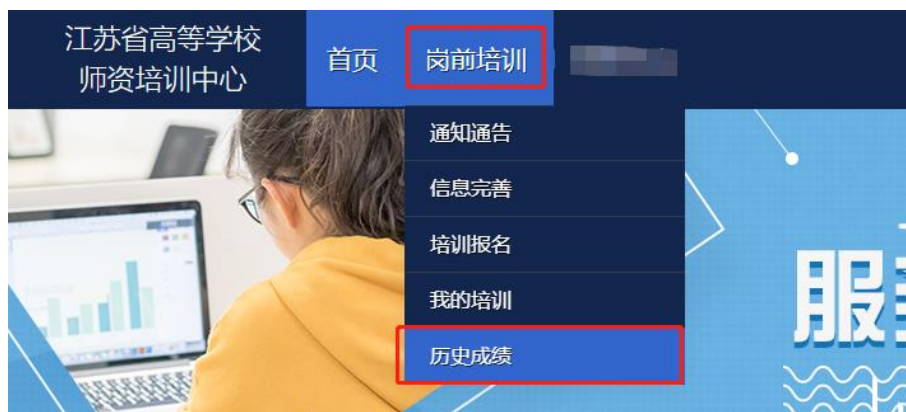 江苏省高等学校
师资培训中心
首页
岗前培训
通知通告
信息完善
培训报名
我的培训
历史成绩
服